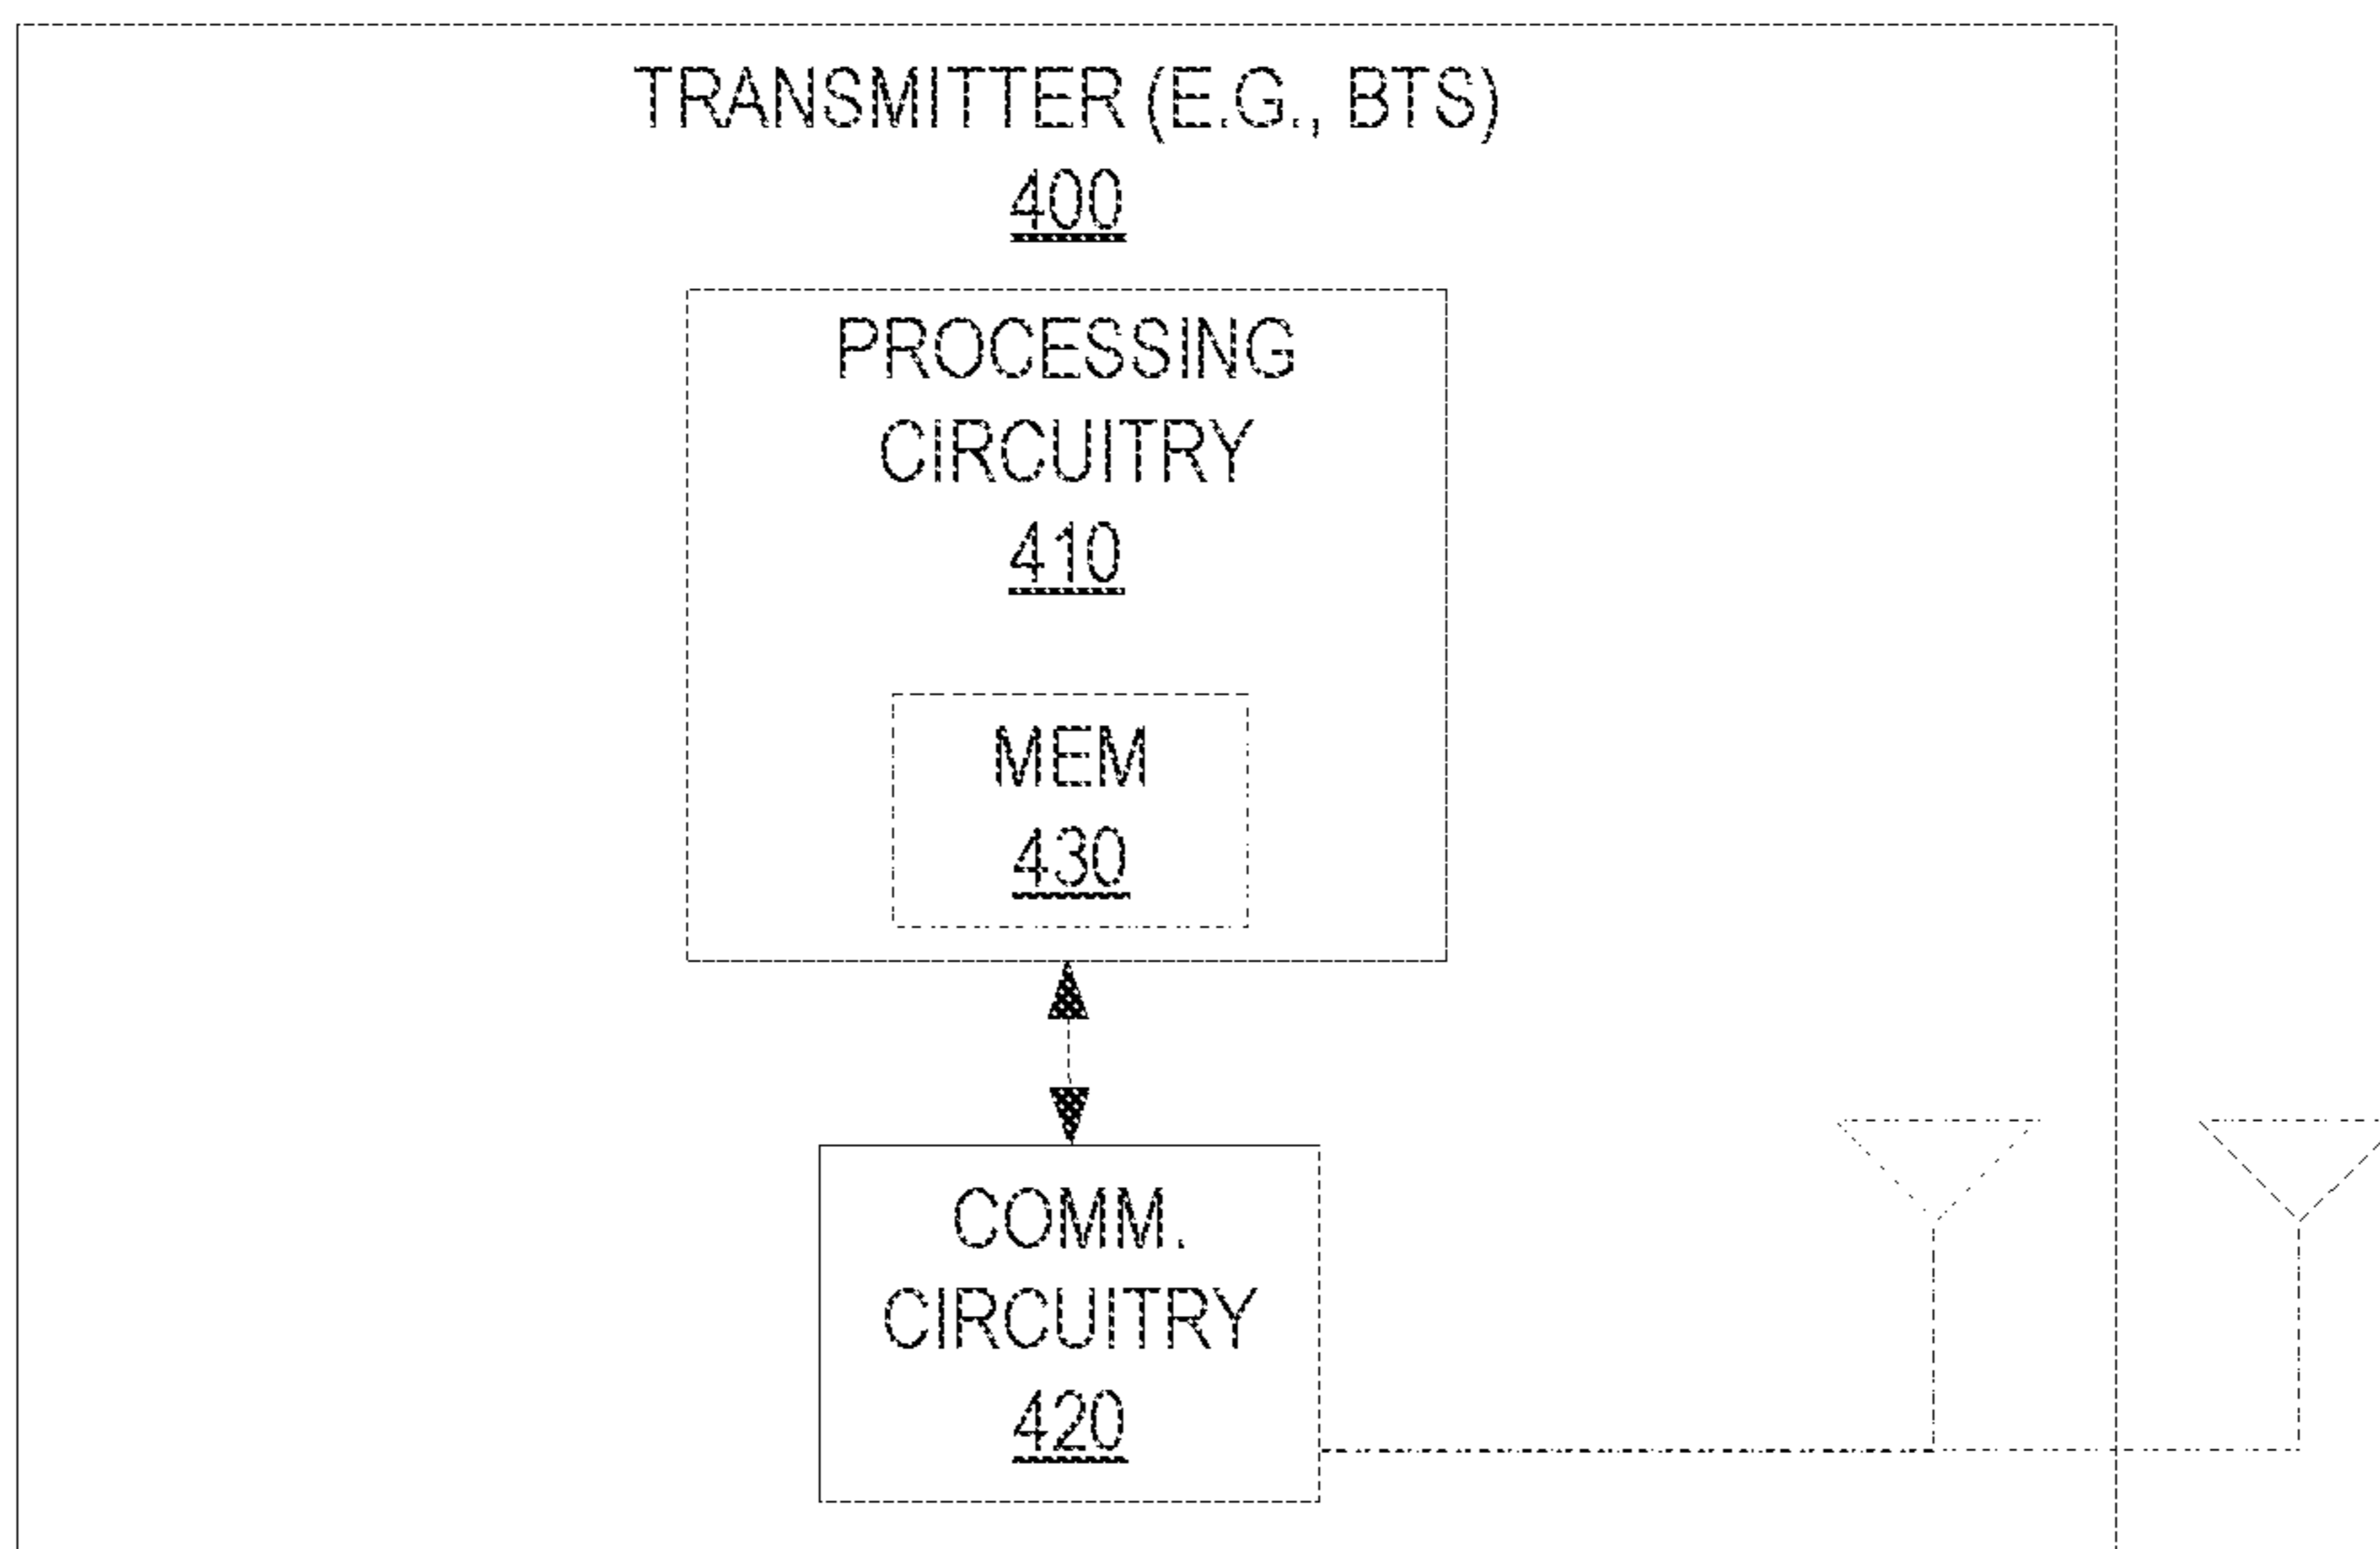 TRANSMITTER (E.G., BTS)
400
PROCESSING
CIRCUITRY
410
MEM
430
COMM.
CIRCUITRY
420